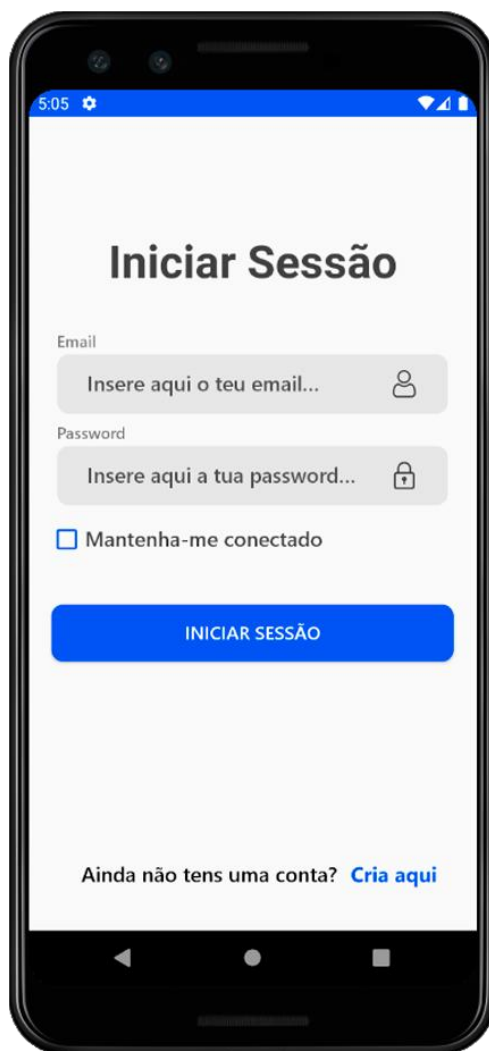 5:05
Iniciar Sessão
Email
Insere aqui o teu email...
Password
Insere aqui a tua password...
Mantenha-me conectado
INICIAR SESSÃO
Ainda não tens uma conta? Cria aqui